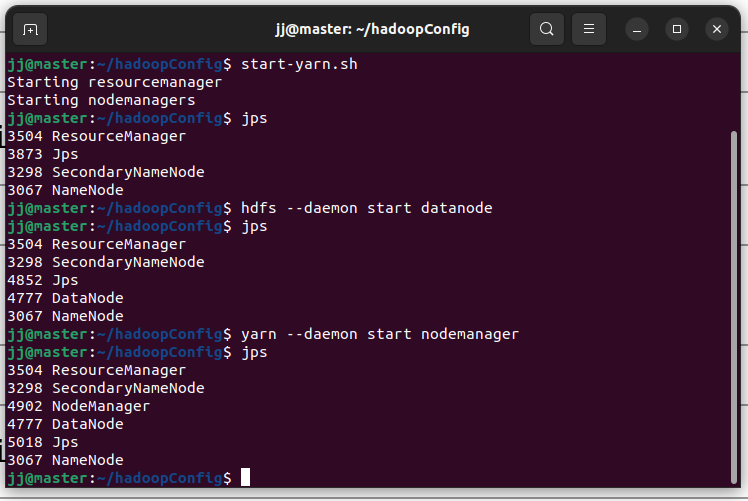 jj@master: ~/hadoopConfig
jj@master:~/hadoopConfig$ start-yarn.sh
Starting resourcemanager
Starting nodemanagers
jj@master:~/hadoopConfig$ jps
3504 ResourceManager
3873 Jps
3298 SecondaryNameNode
3067 NameNode
jj@master:~/hadoopConfig$ hdfs --daemon start datanode
jj@master:~/hadoopConfig$ jps
3504 ResourceManager
3298 SecondaryNameNode
4852 Jps
4777 DataNode
3067 NameNode
jj@master:~/hadoopConfig$ yarn --daemon start nodemanager
jj@master:~/hadoopConfig$ jps
3504 ResourceManager
3298 SecondaryNameNode
4902 NodeManager
4777 DataNode
5018 Jps
3067 NameNode
jj@master:~/hadoopConfig$